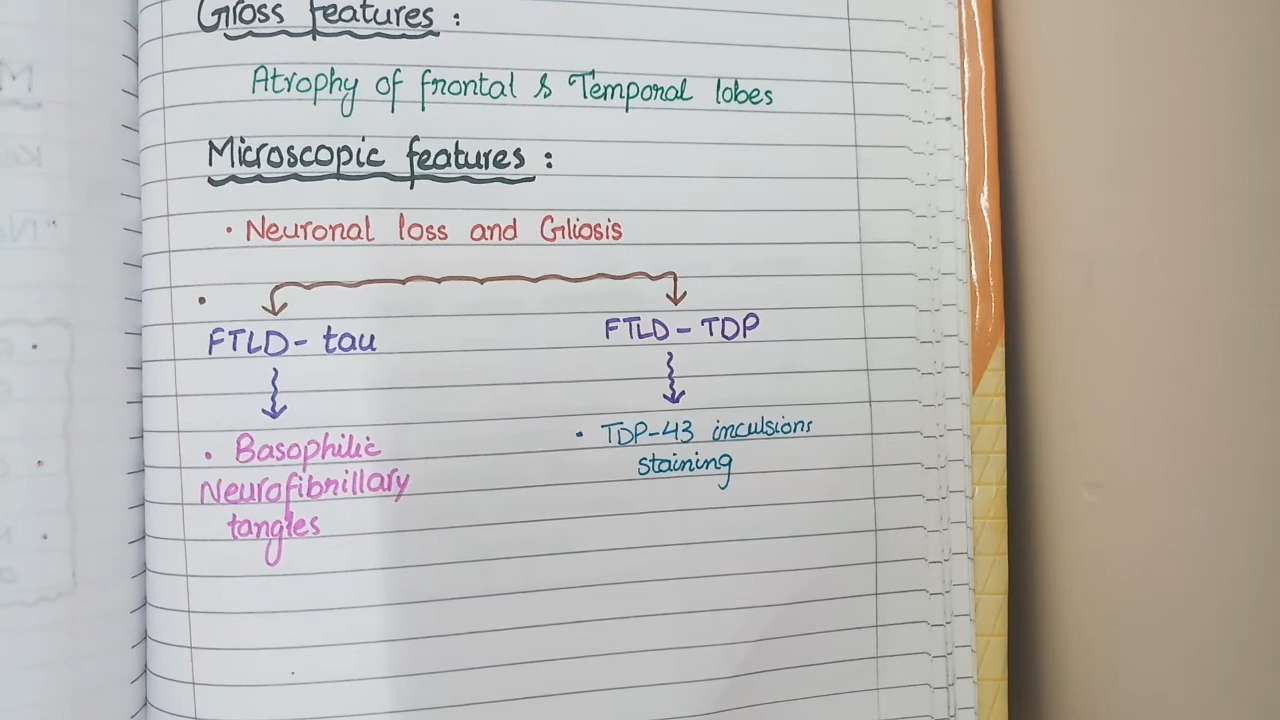 Gross features :
Atrophy of frontal & Temporal lobes
Microscopic features :
• Neuronal loss and Gliosis
•
FTLD - tau
FTLD - TDP
• Basophilic
Neurofibrillary
tangles
• TDP-43 inculsions
staining